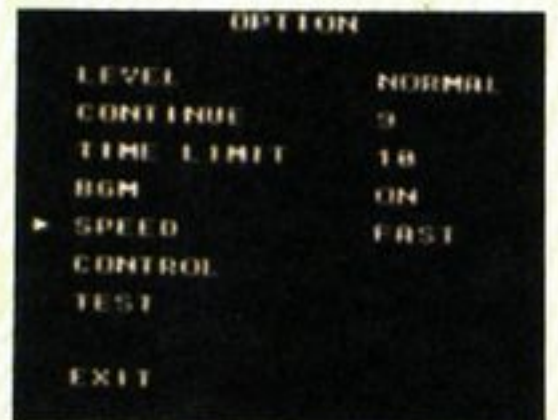 OPTION
LEVEL NORMAL
CONTINUE 9
TIME LIMIT 10
BGM ON
SPEED FAST
CONTROL
TEST
EXIT